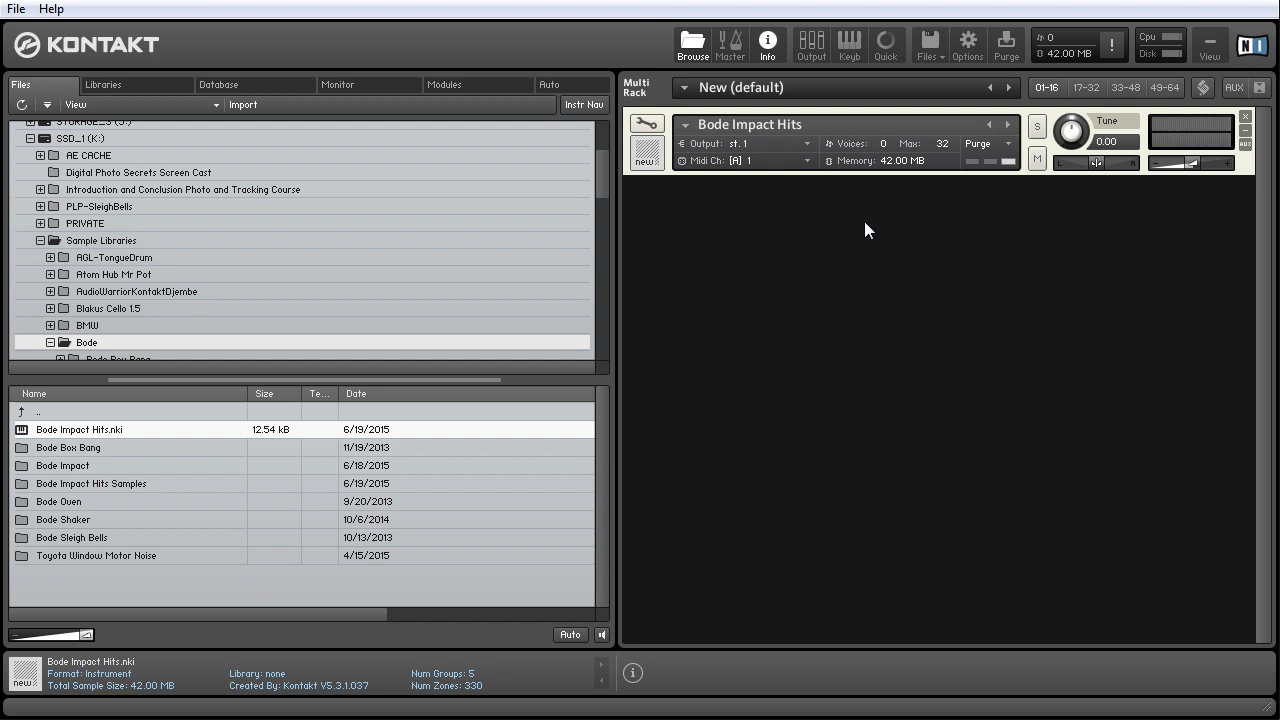 File Help
KONTAKT
Browse Master Info Output Keyb Quick Files Options Purge
0
42.00 MB
!
Cpu
Disk
View
NI
Files Libraries Database Monitor Modules Auto
View Import Instr Nav
STORAGE_3 (J:)
SSD_1 (K:)
AE CACHE
Digital Photo Secrets Screen Cast
Introduction and Conclusion Photo and Tracking Course
PLP-SleighBells
PRIVATE
Sample Libraries
AGL-TongueDrum
Atom Hub Mr Pot
AudioWarriorKontaktDjembe
Blakus Cello 1.5
BMW
Bode
Bode Box Bang
Name Size Te... Date
..
Bode Impact Hits.nki 12.54 kB 6/19/2015
Bode Box Bang 11/19/2013
Bode Impact 6/18/2015
Bode Impact Hits Samples 6/19/2015
Bode Oven 9/20/2013
Bode Shaker 10/6/2014
Bode Sleigh Bells 10/13/2013
Toyota Window Motor Noise 4/15/2015
Auto
new
Bode Impact Hits.nki
Format: Instrument Library: none Num Groups: 5
Total Sample Size: 42.00 MB Created By: Kontakt V5.3.1.037 Num Zones: 330
Multi
Rack
New (default)
01-16 17-32 33-48 49-64 AUX
Bode Impact Hits
Output: st. 1 Voices: 0 Max: 32 Purge
Midi Ch: [A] 1 Memory: 42.00 MB
new
S
M
Tune
0.00
L R
AUX